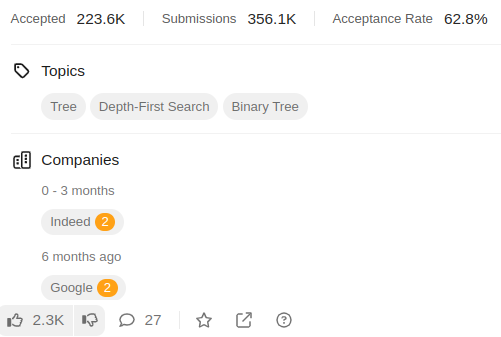 Accepted 223.6K Submissions 356.1K Acceptance Rate 62.8%
Topics
Tree Depth-First Search Binary Tree
Companies
0 - 3 months
Indeed 2
6 months ago
Google 2
2.3K 27